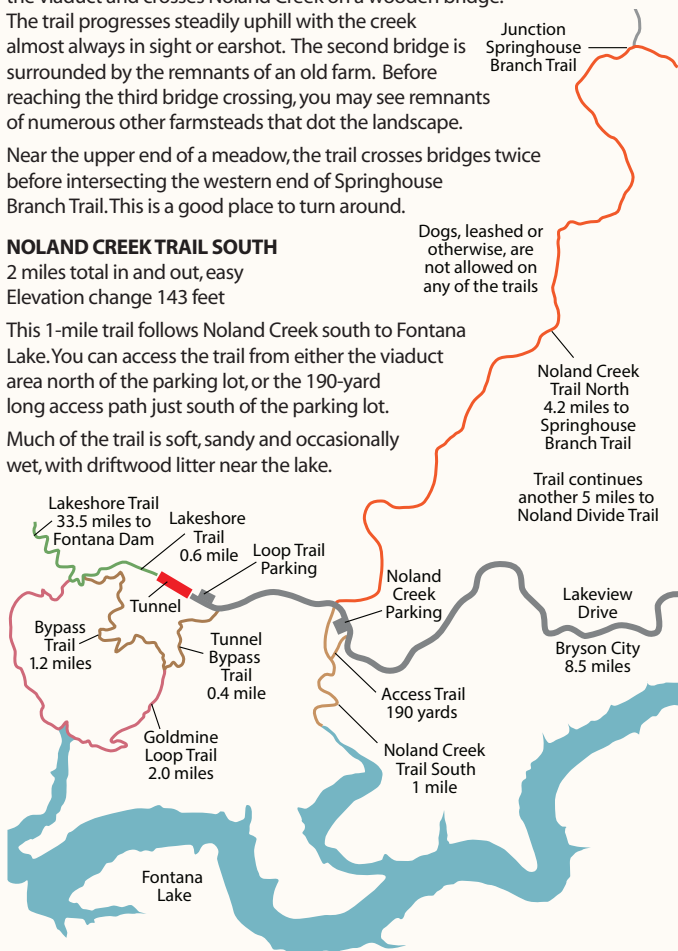 the viaduct and crosses Noland Creek on a wooden bridge.
The trail progresses steadily uphill with the creek
almost always in sight or earshot. The second bridge is
surrounded by the remnants of an old farm. Before
reaching the third bridge crossing, you may see remnants
of numerous other farmsteads that dot the landscape.
Near the upper end of a meadow, the trail crosses bridges twice
before intersecting the western end of Springhouse
Branch Trail. This is a good place to turn around.
NOLAND CREEK TRAIL SOUTH
2 miles total in and out, easy
Elevation change 143 feet
This 1-mile trail follows Noland Creek south to Fontana
Lake. You can access the trail from either the viaduct
area north of the parking lot, or the 190-yard
long access path just south of the parking lot.
Much of the trail is soft, sandy and occasionally
wet, with driftwood litter near the lake.
Junction
Springhouse
Branch Trail
Dogs, leashed or
otherwise, are
not allowed on
any of the trails
Noland Creek
Trail North
4.2 miles to
Springhouse
Branch Trail
Trail continues
another 5 miles to
Noland Divide Trail
Lakeshore Trail
33.5 miles to
Fontana Dam
Lakeshore
Trail
0.6 mile
Loop Trail
Parking
Tunnel
Noland
Creek
Parking
Lakeview
Drive
Bryson City
8.5 miles
Bypass
Trail
1.2 miles
Tunnel
Bypass
Trail
0.4 mile
Access Trail
190 yards
Goldmine
Loop Trail
2.0 miles
Noland Creek
Trail South
1 mile
Fontana
Lake